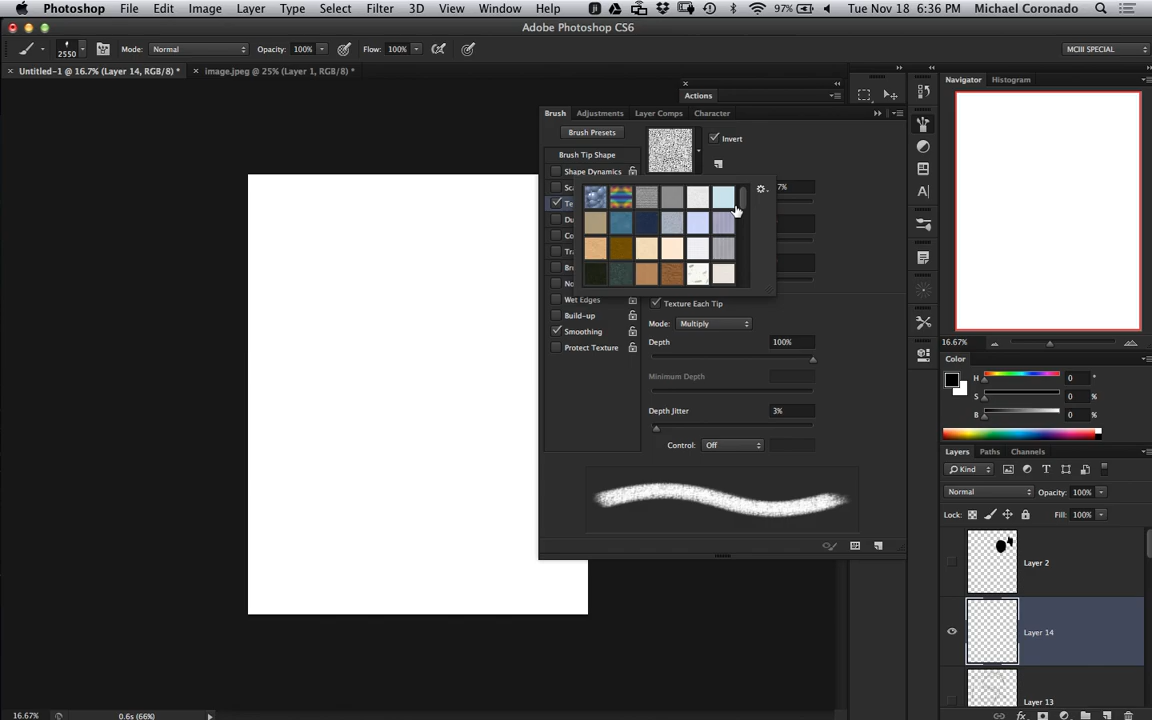 Photoshop File Edit Image Layer Type Select Filter 3D View Window Help 97% Tue Nov 18 6:36 PM Michael Coronado
Adobe Photoshop CS6
2550 Mode: Normal Opacity: 100% Flow: 100% MCIII SPECIAL
× Untitled-1 @ 16.7% (Layer 14, RGB/8) * × image.jpeg @ 25% (Layer 1, RGB/8) *
Actions
Navigator Histogram
Brush Adjustments Layer Comps Character
Brush Presets
Invert
Brush Tip Shape
Shape Dynamics
Sc
7%
Te
Du
Co
Tra
Bru
No
Wet Edges
Texture Each Tip
Build-up
Mode: Multiply
Smoothing
Depth 100%
Protect Texture
Minimum Depth
Depth Jitter 3%
Control: Off
16.67%
Color
H 0 °
S 0 %
B 0 %
Layers Paths Channels
Kind
Normal Opacity: 100%
Lock: Fill: 100%
Layer 2
Layer 14
Layer 13
16.67% 0.6s (66%)